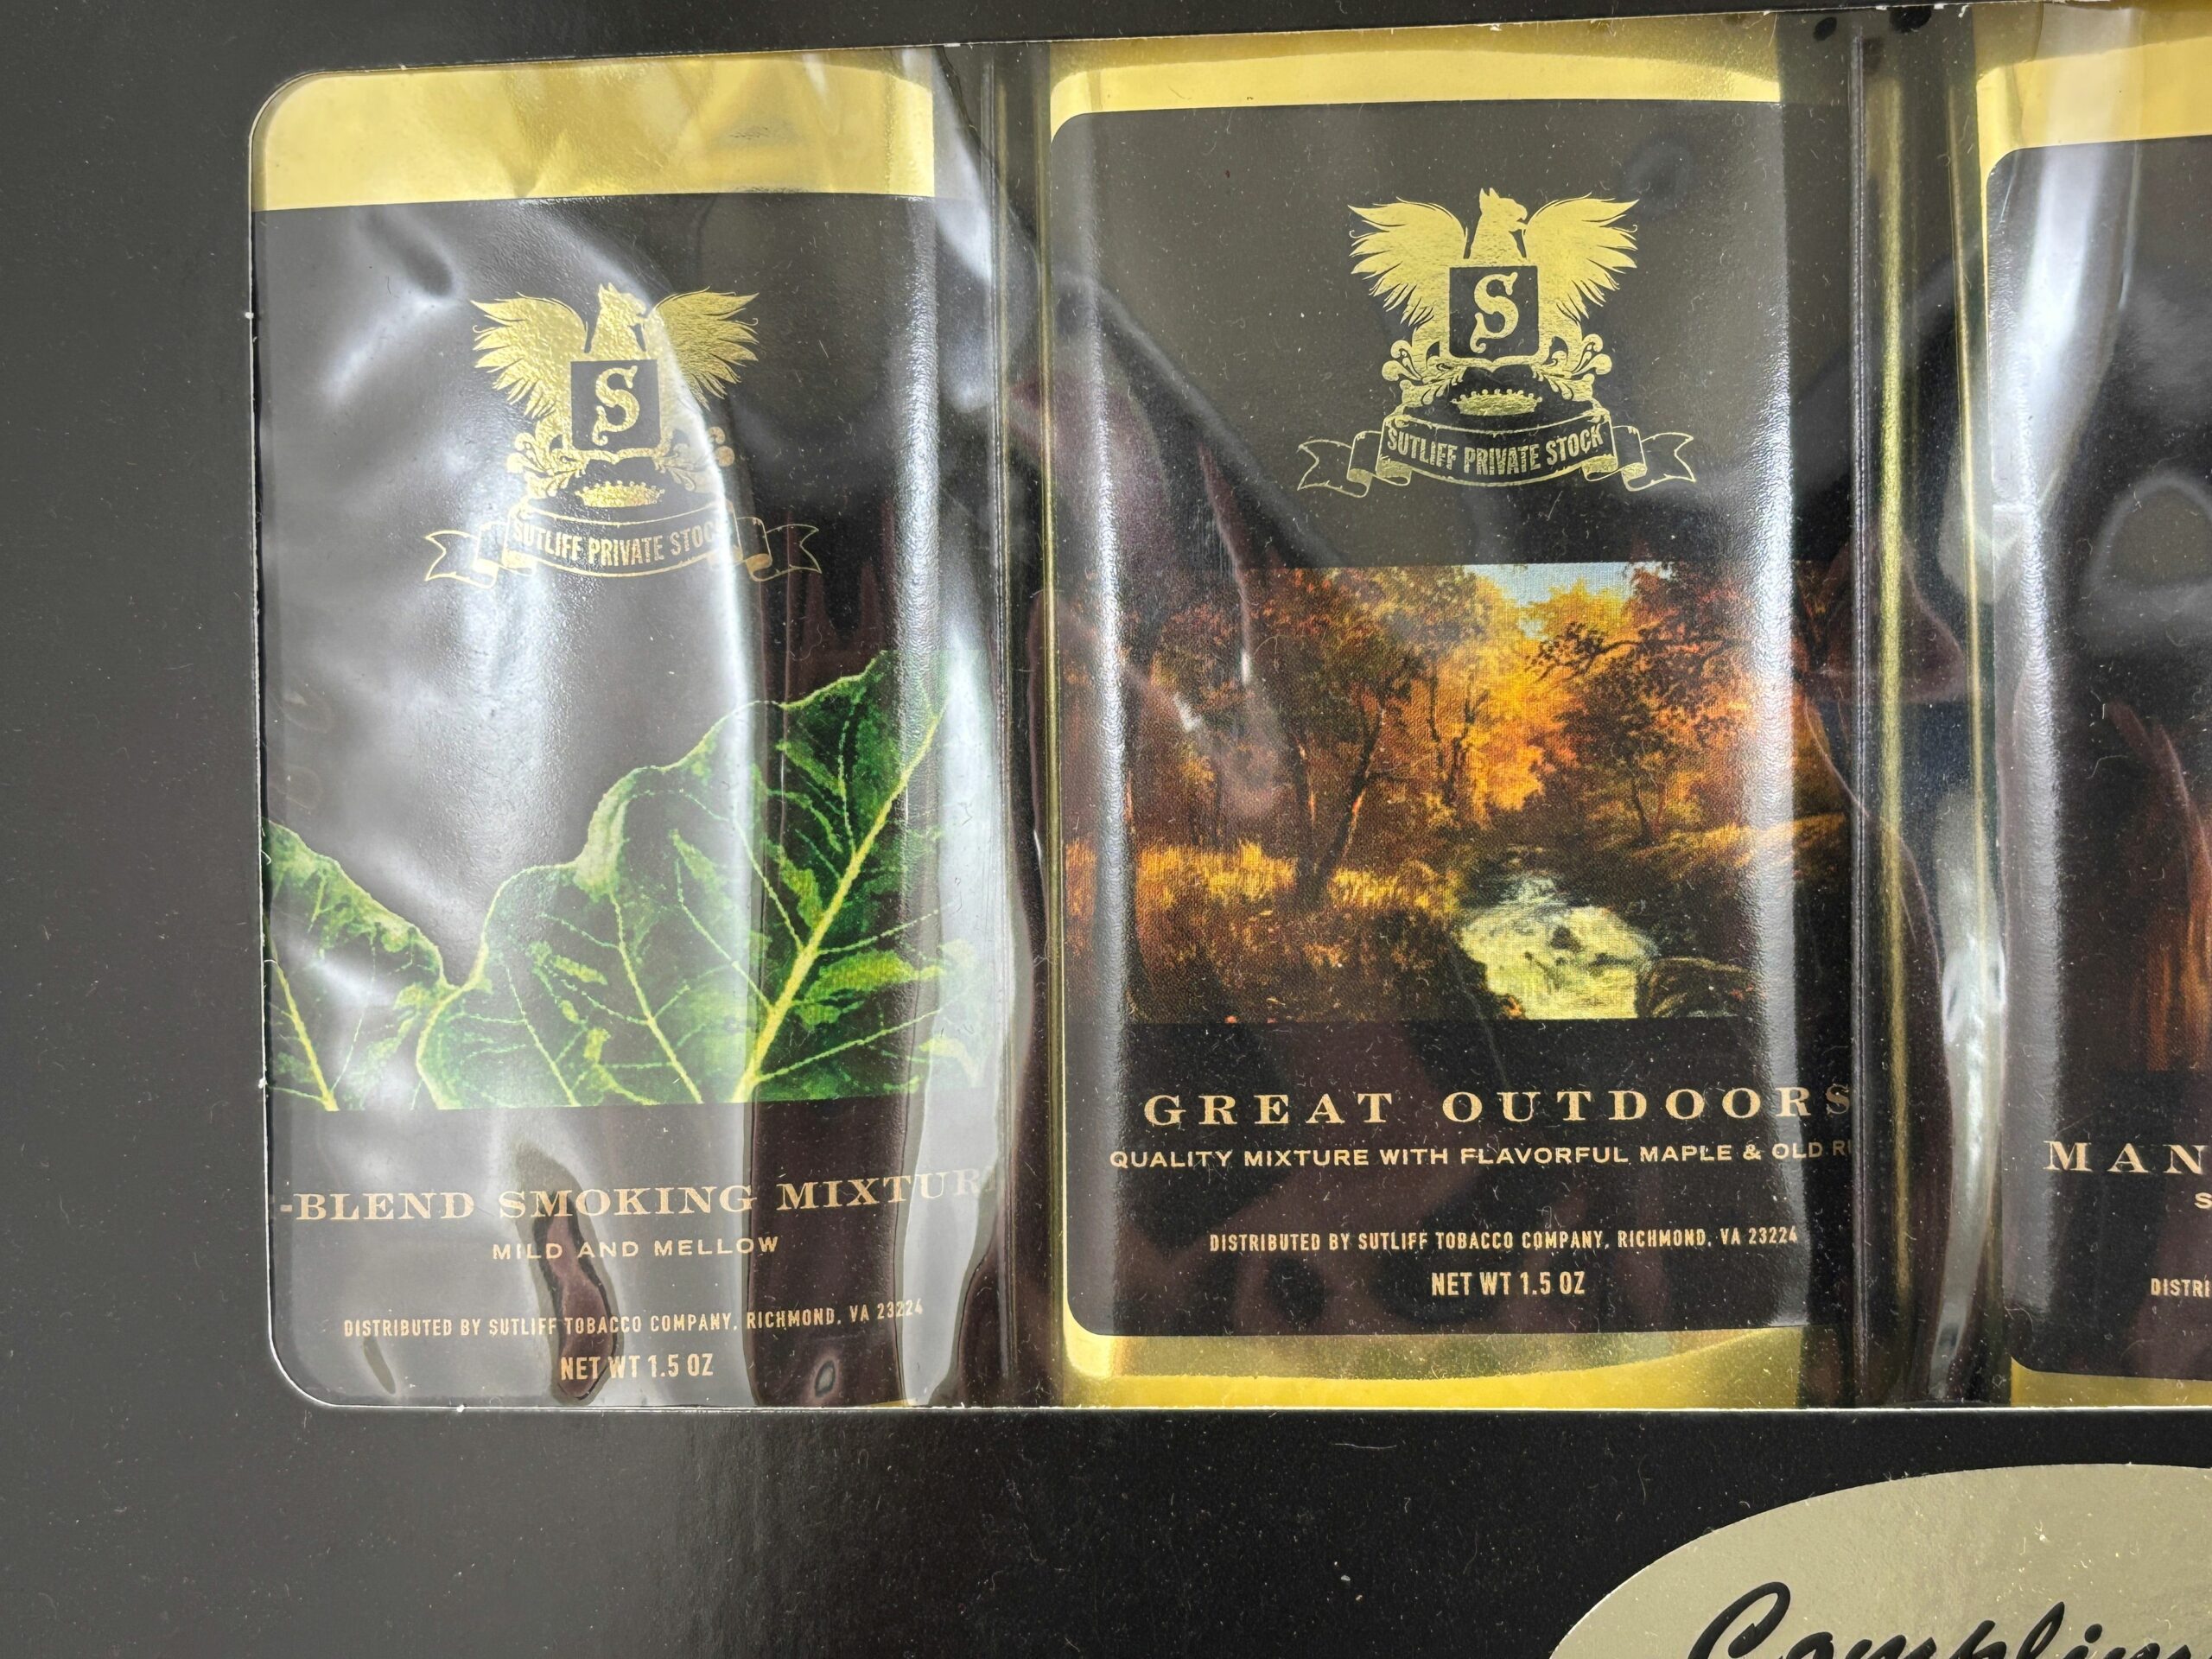 S
SUTLIFF PRIVATE STOCK
-BLEND SMOKING MIXTUR
MILD AND MELLOW
DISTRIBUTED BY SUTLIFF TOBACCO COMPANY, RICHMOND, VA 23224
NET WT 1.5 OZ
S
SUTLIFF PRIVATE STOCK
GREAT OUTDOORS
QUALITY MIXTURE WITH FLAVORFUL MAPLE & OLD R
DISTRIBUTED BY SUTLIFF TOBACCO COMPANY, RICHMOND, VA 23224
NET WT 1.5 OZ
MAN
S
DISTRI
Complim